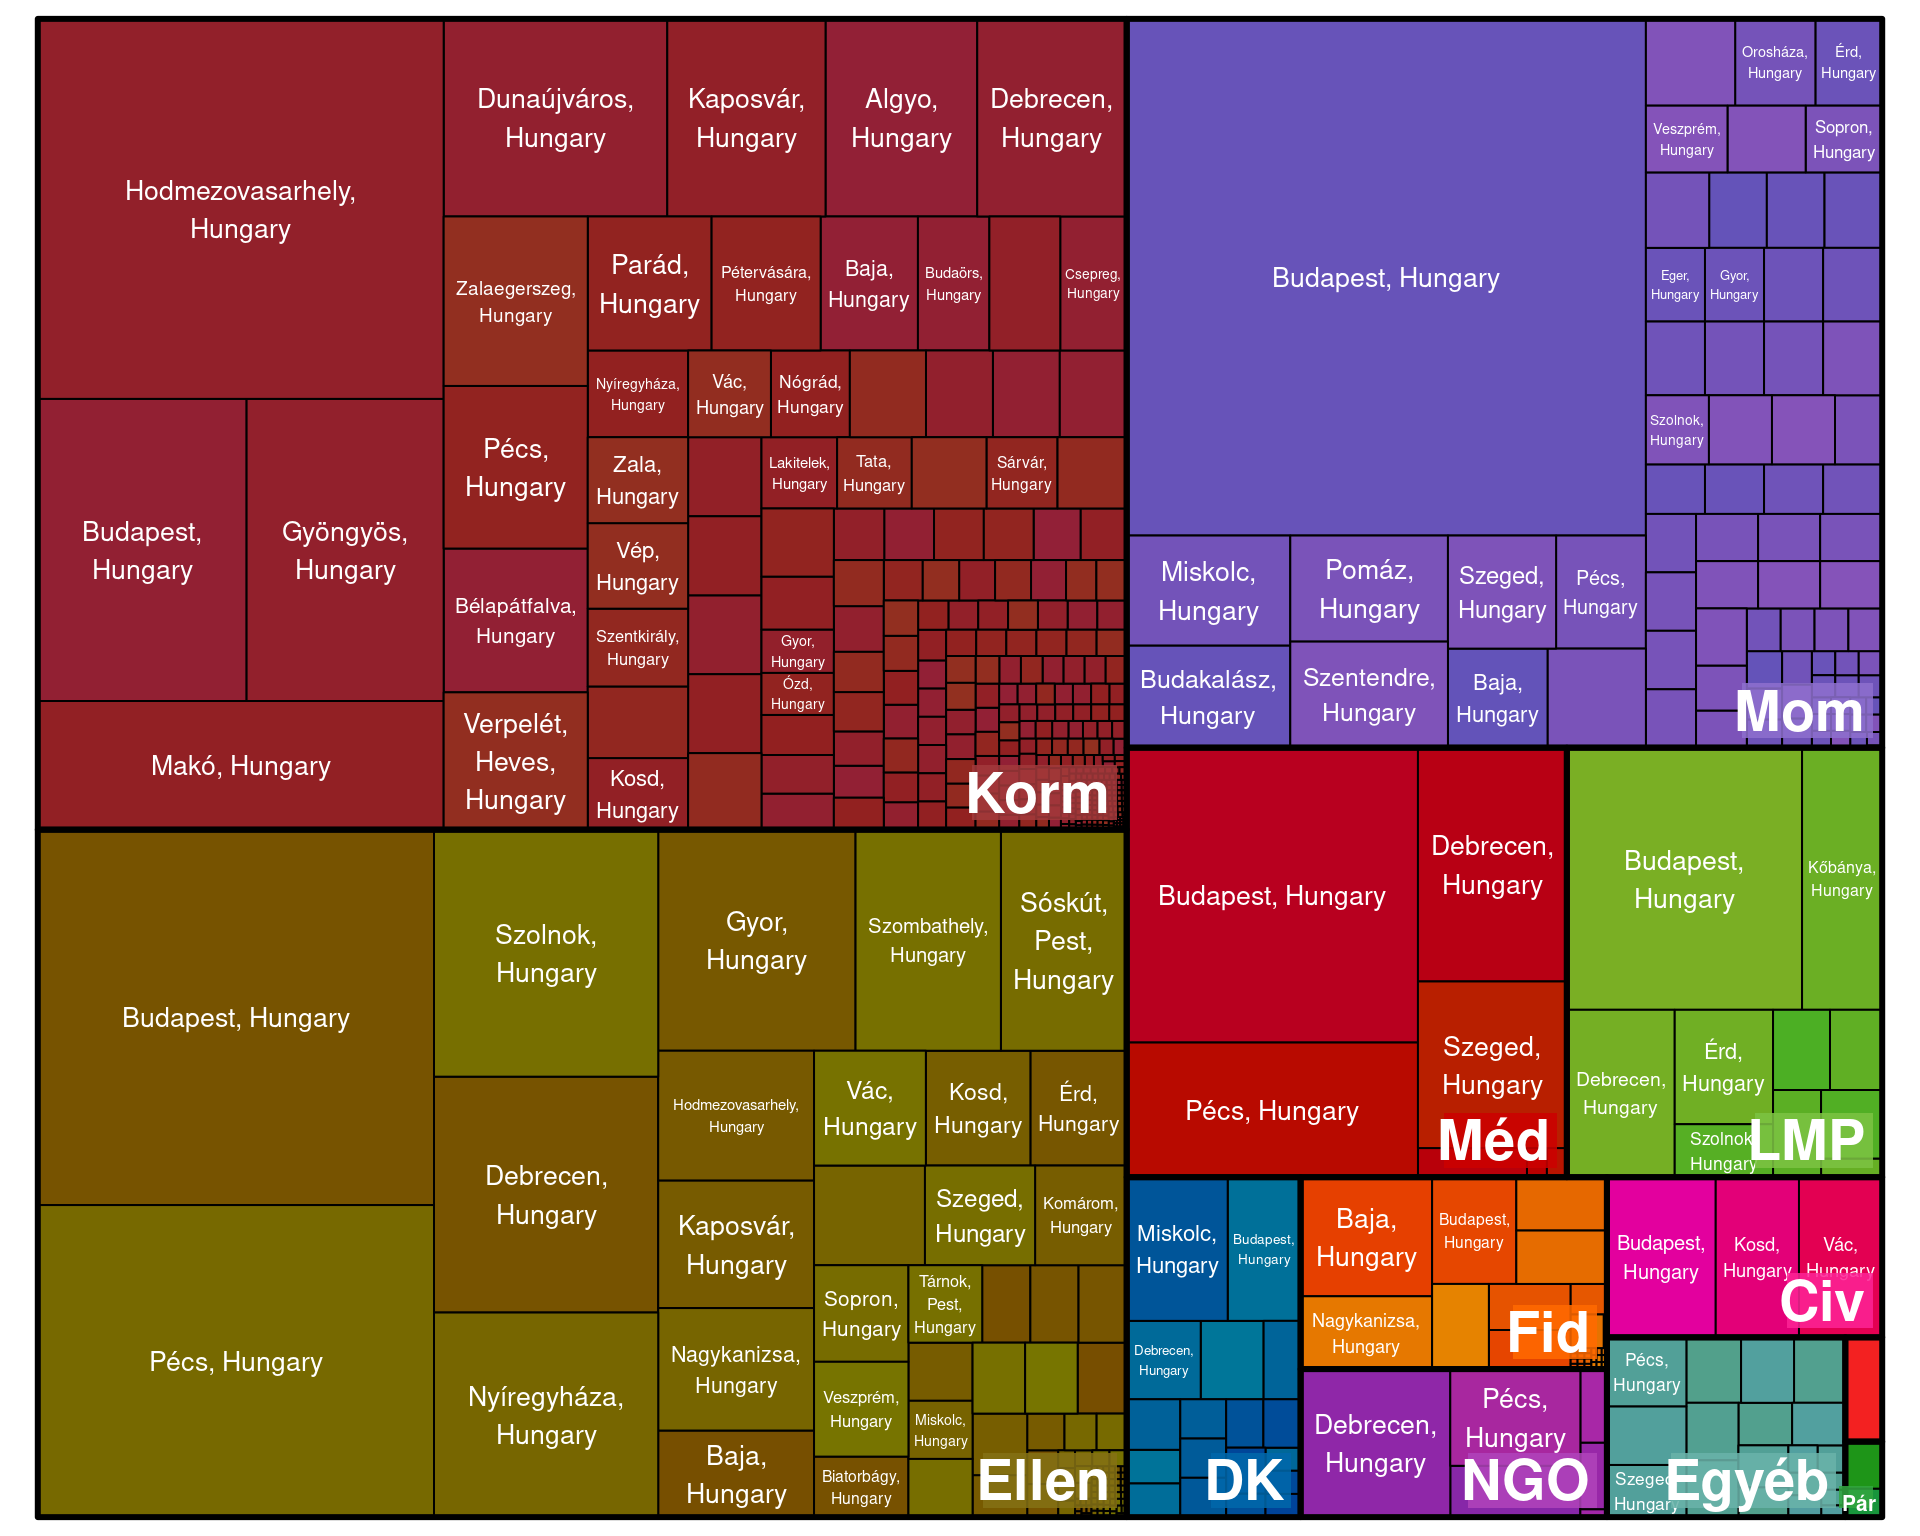 Hodmezovasarhely,
Hungary
Budapest,
Hungary
Gyöngyös,
Hungary
Makó, Hungary
Dunaújváros,
Hungary
Kaposvár,
Hungary
Algyo,
Hungary
Debrecen,
Hungary
Zalaegerszeg,
Hungary
Parád,
Hungary
Pétervására,
Hungary
Baja,
Hungary
Budaörs,
Hungary
Csepreg,
Hungary
Nyíregyháza,
Hungary
Vác,
Hungary
Nógrád,
Hungary
Pécs,
Hungary
Zala,
Hungary
Lakitelek,
Hungary
Tata,
Hungary
Sárvár,
Hungary
Vép,
Hungary
Bélapátfalva,
Hungary
Szentkirály,
Hungary
Gyor,
Hungary
Ózd,
Hungary
Verpelét,
Heves,
Hungary
Kosd,
Hungary
Korm
Budapest, Hungary
Orosháza,
Hungary
Érd,
Hungary
Veszprém,
Hungary
Sopron,
Hungary
Eger,
Hungary
Gyor,
Hungary
Szolnok,
Hungary
Miskolc,
Hungary
Pomáz,
Hungary
Szeged,
Hungary
Pécs,
Hungary
Budakalász,
Hungary
Szentendre,
Hungary
Baja,
Hungary
Mom
Budapest, Hungary
Pécs, Hungary
Szolnok,
Hungary
Debrecen,
Hungary
Nyíregyháza,
Hungary
Gyor,
Hungary
Szombathely,
Hungary
Sóskút,
Pest,
Hungary
Hodmezovasarhely,
Hungary
Vác,
Hungary
Kosd,
Hungary
Érd,
Hungary
Kaposvár,
Hungary
Szeged,
Hungary
Komárom,
Hungary
Nagykanizsa,
Hungary
Sopron,
Hungary
Tárnok,
Pest,
Hungary
Veszprém,
Hungary
Miskolc,
Hungary
Baja,
Hungary
Biatorbágy,
Hungary
Ellen
Budapest, Hungary
Pécs, Hungary
Debrecen,
Hungary
Szeged,
Hungary
Méd
Budapest,
Hungary
Kőbánya,
Hungary
Debrecen,
Hungary
Érd,
Hungary
Szolnok,
Hungary
LMP
Miskolc,
Hungary
Budapest,
Hungary
Debrecen,
Hungary
DK
Baja,
Hungary
Budapest,
Hungary
Nagykanizsa,
Hungary
Fid
Debrecen,
Hungary
Pécs,
Hungary
NGO
Budapest,
Hungary
Kosd,
Hungary
Vác,
Hungary
Civ
Pécs,
Hungary
Szeged,
Hungary
Egyéb
Pár